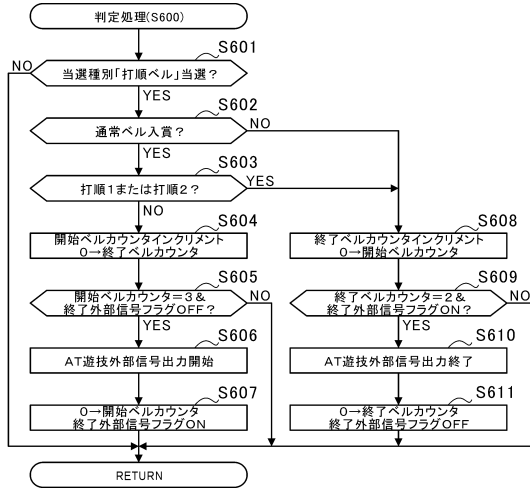 判定処理(S600)
S601
NO
当選種別「打順ベル」当選？
YES
S602
通常ベル入賞？
NO
YES
S603
打順1または打順2？
YES
NO
S604
開始ベルカウンタインクリメント
0→終了ベルカウンタ
S605
開始ベルカウンタ=3&
終了外部信号フラグOFF？
NO
YES
S606
AT遊技外部信号出力開始
S607
0→開始ベルカウンタ
終了外部信号フラグON
S608
終了ベルカウンタインクリメント
0→開始ベルカウンタ
S609
終了ベルカウンタ=2&
終了外部信号フラグON？
NO
YES
S610
AT遊技外部信号出力終了
S611
0→終了ベルカウンタ
終了外部信号フラグOFF
RETURN